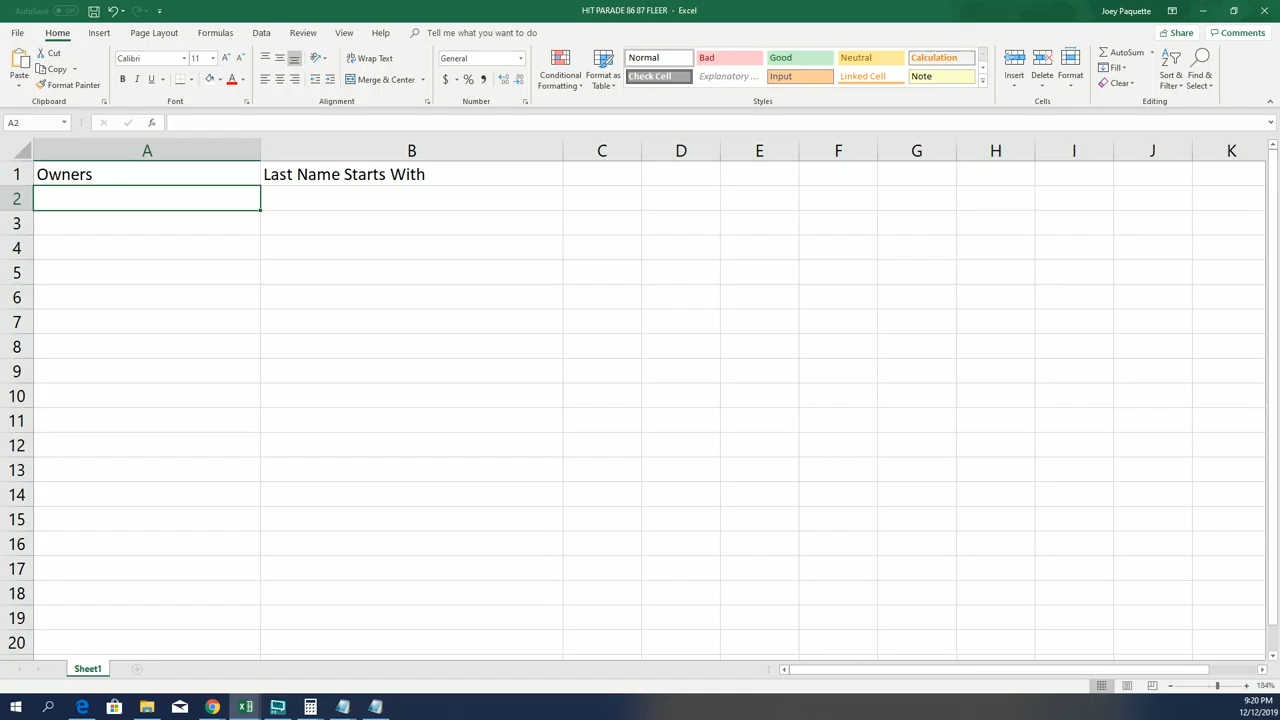 AutoSave Off HIT PARADE 86 87 FLEER - Excel Joey Paquette
File Home Insert Page Layout Formulas Data Review View Help Tell me what you want to do Share Comments
Paste Cut Copy Format Painter Clipboard
Calibri 11 B I U A Font
Wrap Text Merge & Center Alignment
General $ % Number
Conditional Formatting Format as Table
Normal Bad Good Neutral Calculation
Check Cell Explanatory ... Input Linked Cell Note
Styles
Insert Delete Format Cells
AutoSum Fill Clear Sort & Filter Find & Select Editing
A2 fx
A B C D E F G H I J K
1 Owners Last Name Starts With
2
3
4
5
6
7
8
9
10
11
12
13
14
15
16
17
18
19
20
Sheet1
184%
9:20 PM
12/12/2019